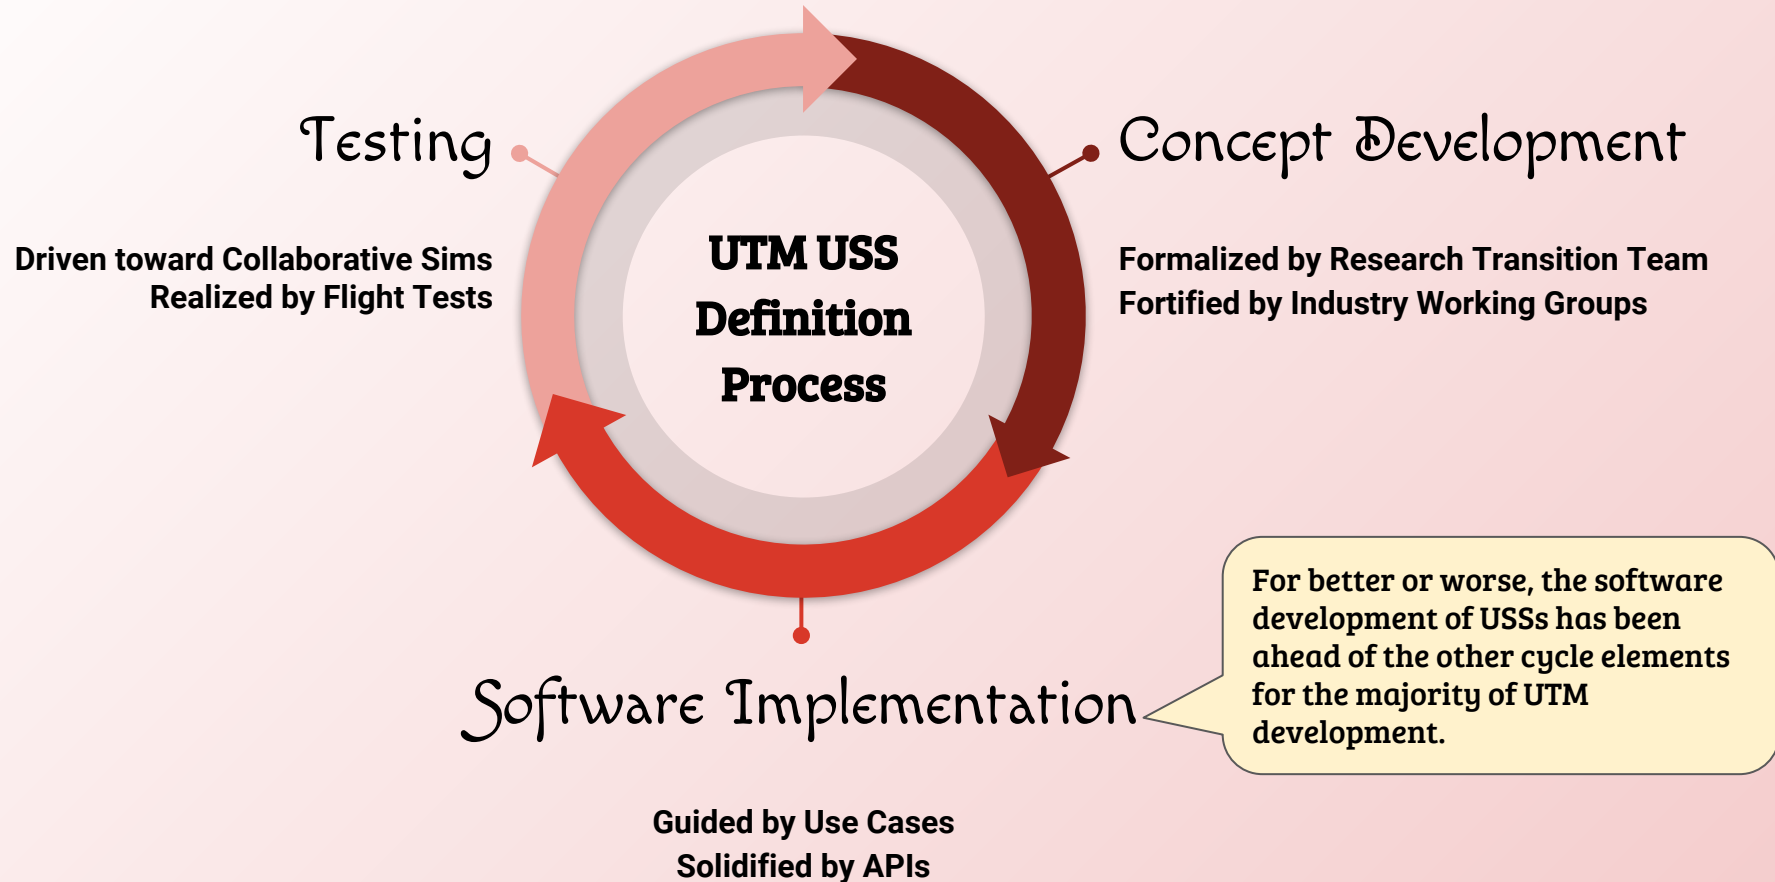 Testing
Driven toward Collaborative Sims
Realized by Flight Tests
UTM USS
Definition
Process
Concept Development
Formalized by Research Transition Team
Fortified by Industry Working Groups
Software Implementation
Guided by Use Cases
Solidified by APIs
For better or worse, the software
development of USSs has been
ahead of the other cycle elements
for the majority of UTM
development.